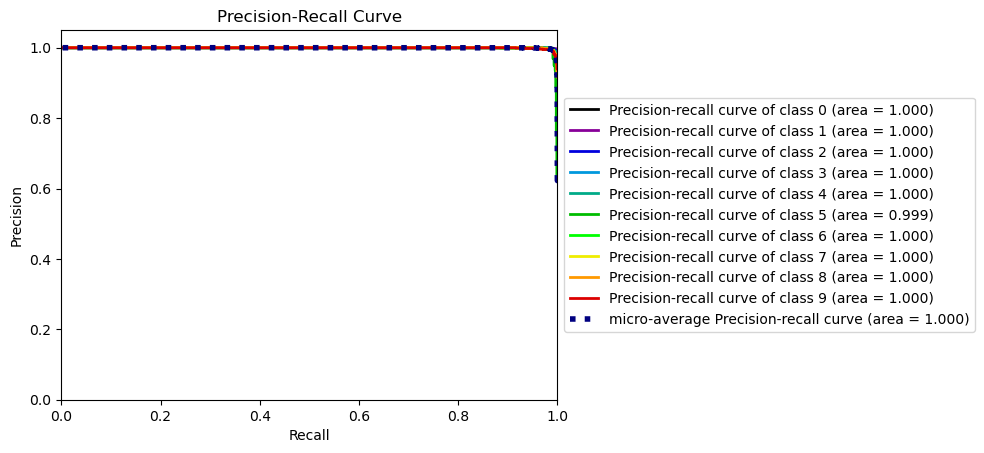 Precision-Recall Curve
1.0
0.8
0.6
0.4
0.2
0.0
Precision
0.0 0.2 0.4 0.6 0.8 1.0
Recall
Precision-recall curve of class 0 (area = 1.000)
Precision-recall curve of class 1 (area = 1.000)
Precision-recall curve of class 2 (area = 1.000)
Precision-recall curve of class 3 (area = 1.000)
Precision-recall curve of class 4 (area = 1.000)
Precision-recall curve of class 5 (area = 0.999)
Precision-recall curve of class 6 (area = 1.000)
Precision-recall curve of class 7 (area = 1.000)
Precision-recall curve of class 8 (area = 1.000)
Precision-recall curve of class 9 (area = 1.000)
micro-average Precision-recall curve (area = 1.000)